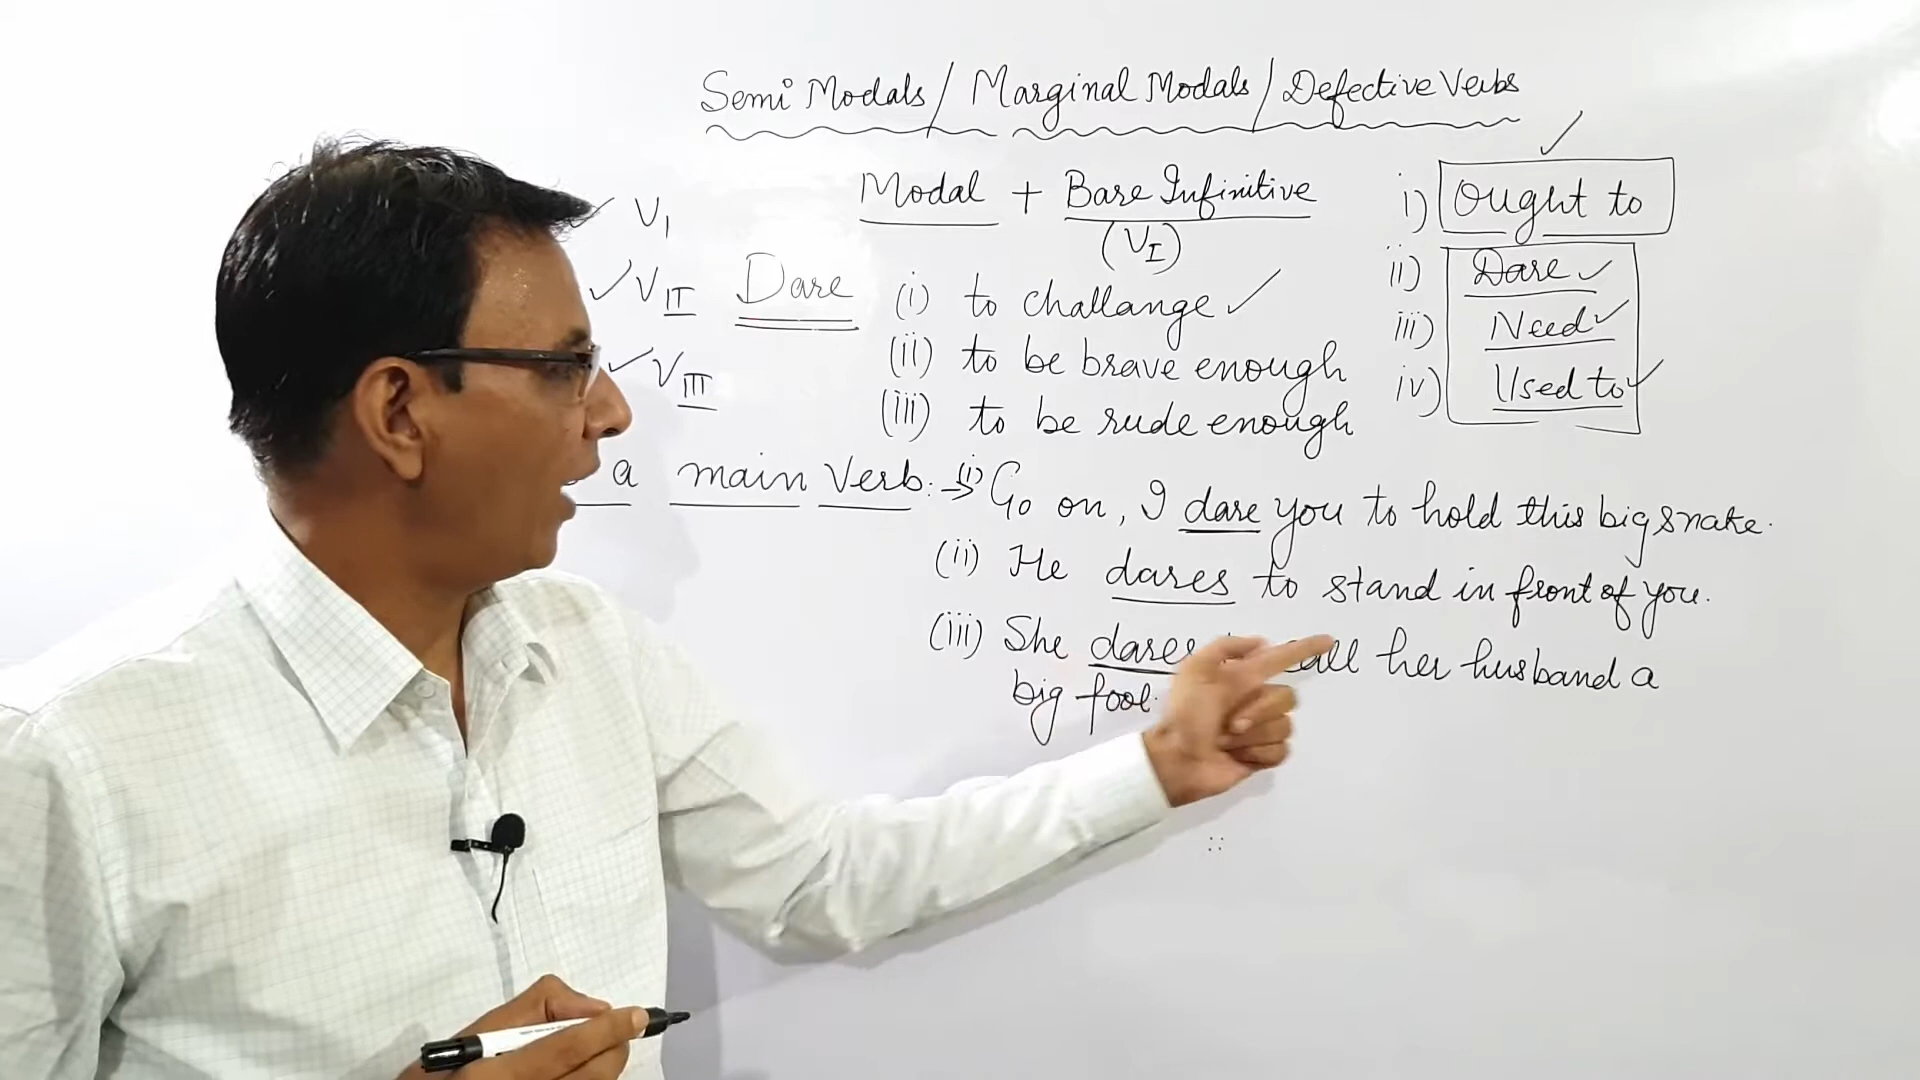 Semi Modals / Marginal Modals / Defective Verbs
Modal + Bare Infinitive
(VI)
i) Ought to
ii) Dare
iii) Need
iv) Used to
VI
VII
VIII
Dare
(i) to challange
(ii) to be brave enough
(iii) to be rude enough
a main Verb:→
(i) Go on, I dare you to hold this big snake.
(ii) He dares to stand in front of you.
(iii) She dares call her husband a
big fool.